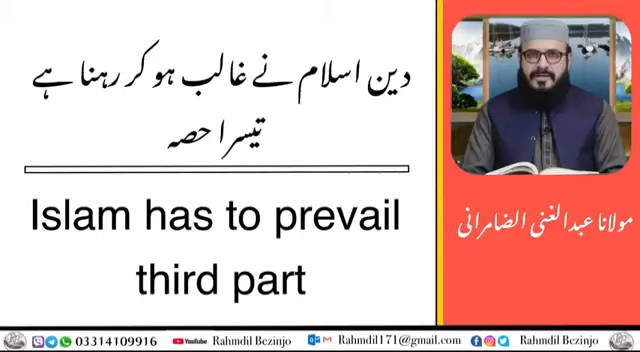 دین اسلام نے غالب ہو کر رہنا ہے
تیسرا حصہ
Islam has to prevail
third part
مولانا عبدالغنی الضامرانی
03314109916 YouTube Rahmdil Bezinjo Rahmdil171@gmail.com Rahmdil Bezinjo